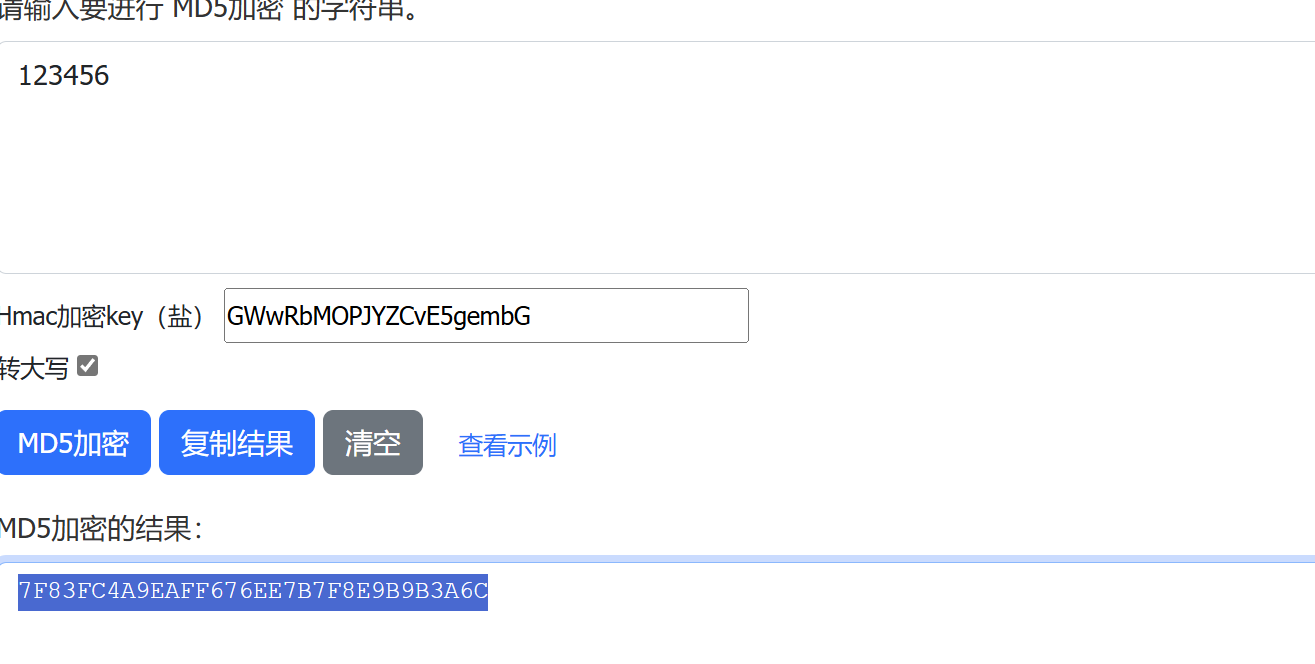 请输入要进行 MD5加密 的字符串。
123456
Hmac加密key（盐） GWwRbMOPJYZCvE5gembG
转大写
MD5加密 复制结果 清空 查看示例
MD5加密的结果：
7F83FC4A9EAFF676EE7B7F8E9B9B3A6C